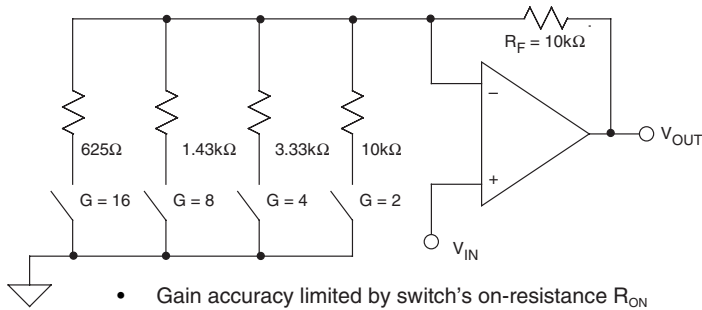 R_F = 10kΩ
625Ω
1.43kΩ
3.33kΩ
10kΩ
–
V_OUT
G = 16
G = 8
G = 4
G = 2
+
V_IN
• Gain accuracy limited by switch's on-resistance R_ON